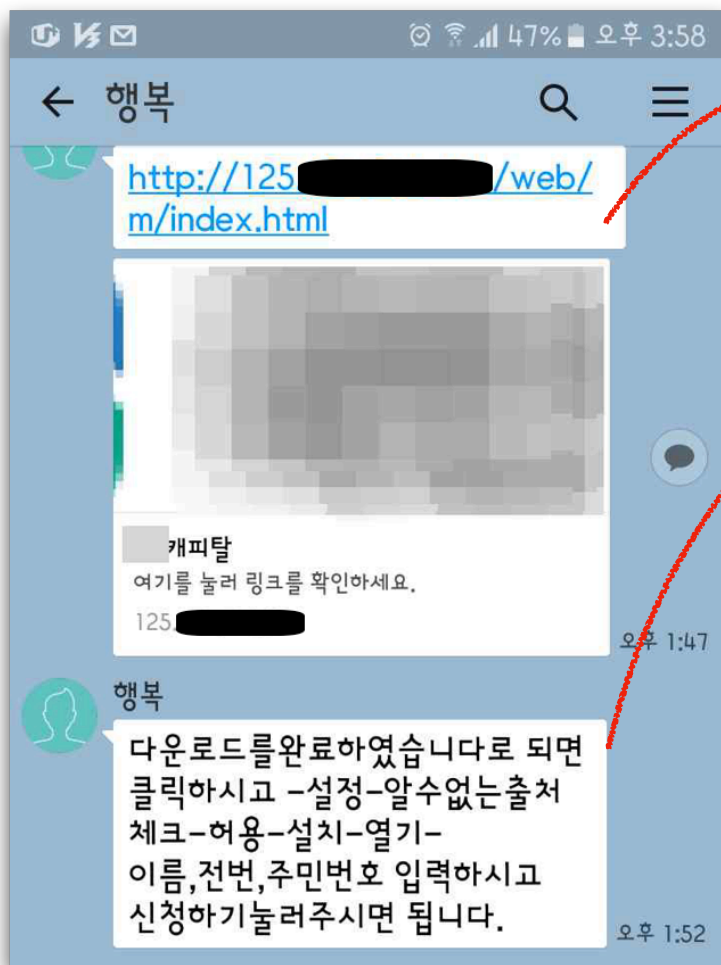 47% 오후 3:58
행복
http://125 /web/
m/index.html
캐피탈
여기를 눌러 링크를 확인하세요.
125.
오후 1:47
행복
다운로드를완료하였습니다로 되면
클릭하시고 -설정-알수없는출처
체크-허용-설치-열기-
이름,전번,주민번호 입력하시고
신청하기눌러주시면 됩니다.
오후 1:52